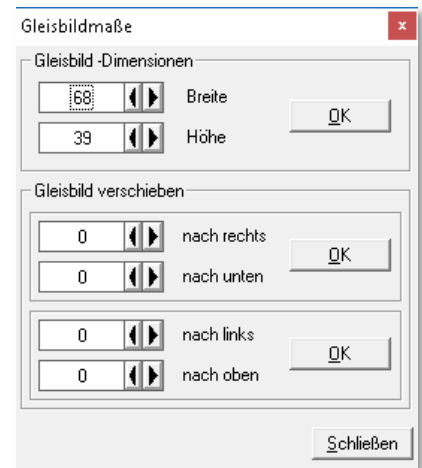 Gleisbildmaße x
Gleisbild -Dimensionen
68 Breite
OK
39 Höhe
Gleisbild verschieben
0 nach rechts
OK
0 nach unten
0 nach links
OK
0 nach oben
Schließen